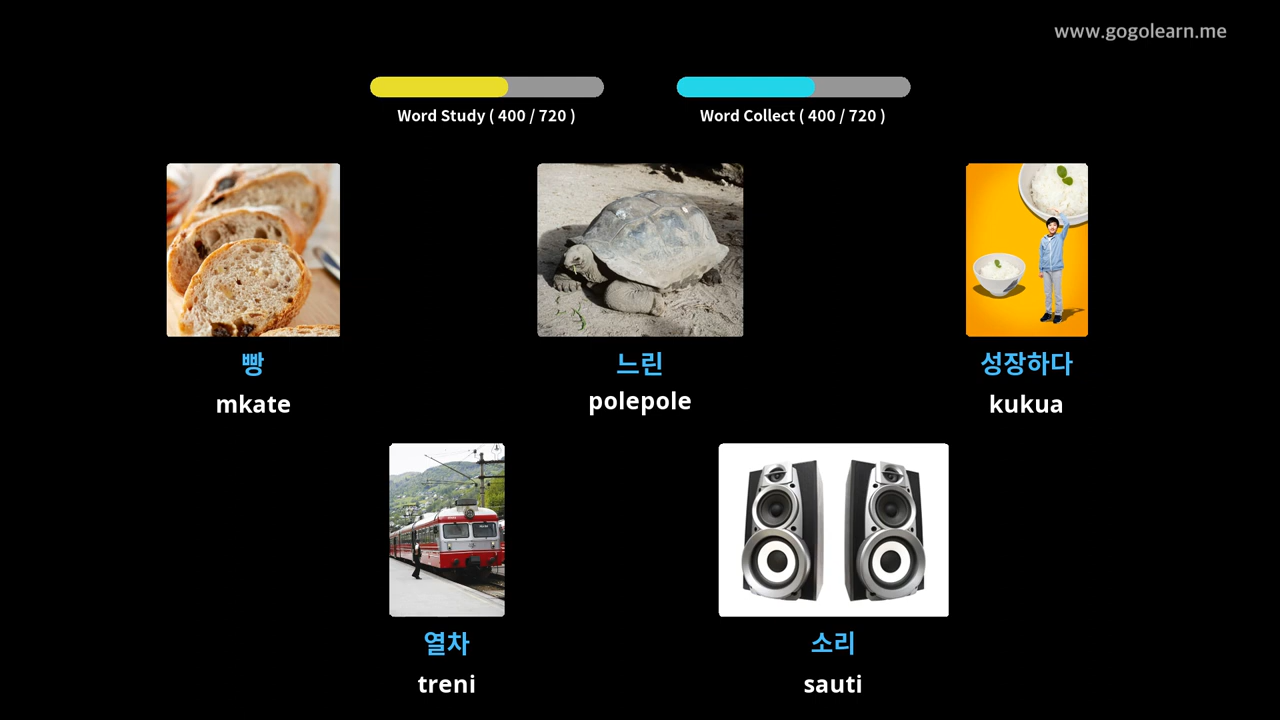 www.gogolearn.me
Word Study ( 400 / 720 )
Word Collect ( 400 / 720 )
빵
mkate
느린
polepole
성장하다
kukua
열차
treni
소리
sauti